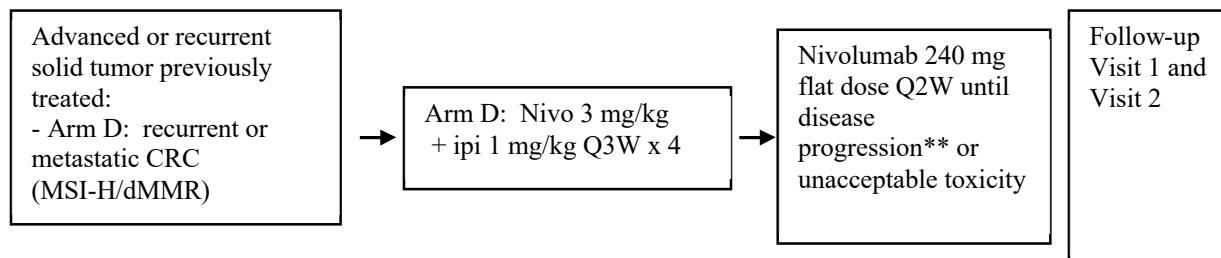 Advanced or recurrent
solid tumor previously
treated:
- Arm D: recurrent or
metastatic CRC
(MSI-H/dMMR)
Arm D: Nivo 3 mg/kg
+ ipi 1 mg/kg Q3W x 4
Nivolumab 240 mg
flat dose Q2W until
disease
progression** or
unacceptable toxicity
Follow-up
Visit 1 and
Visit 2